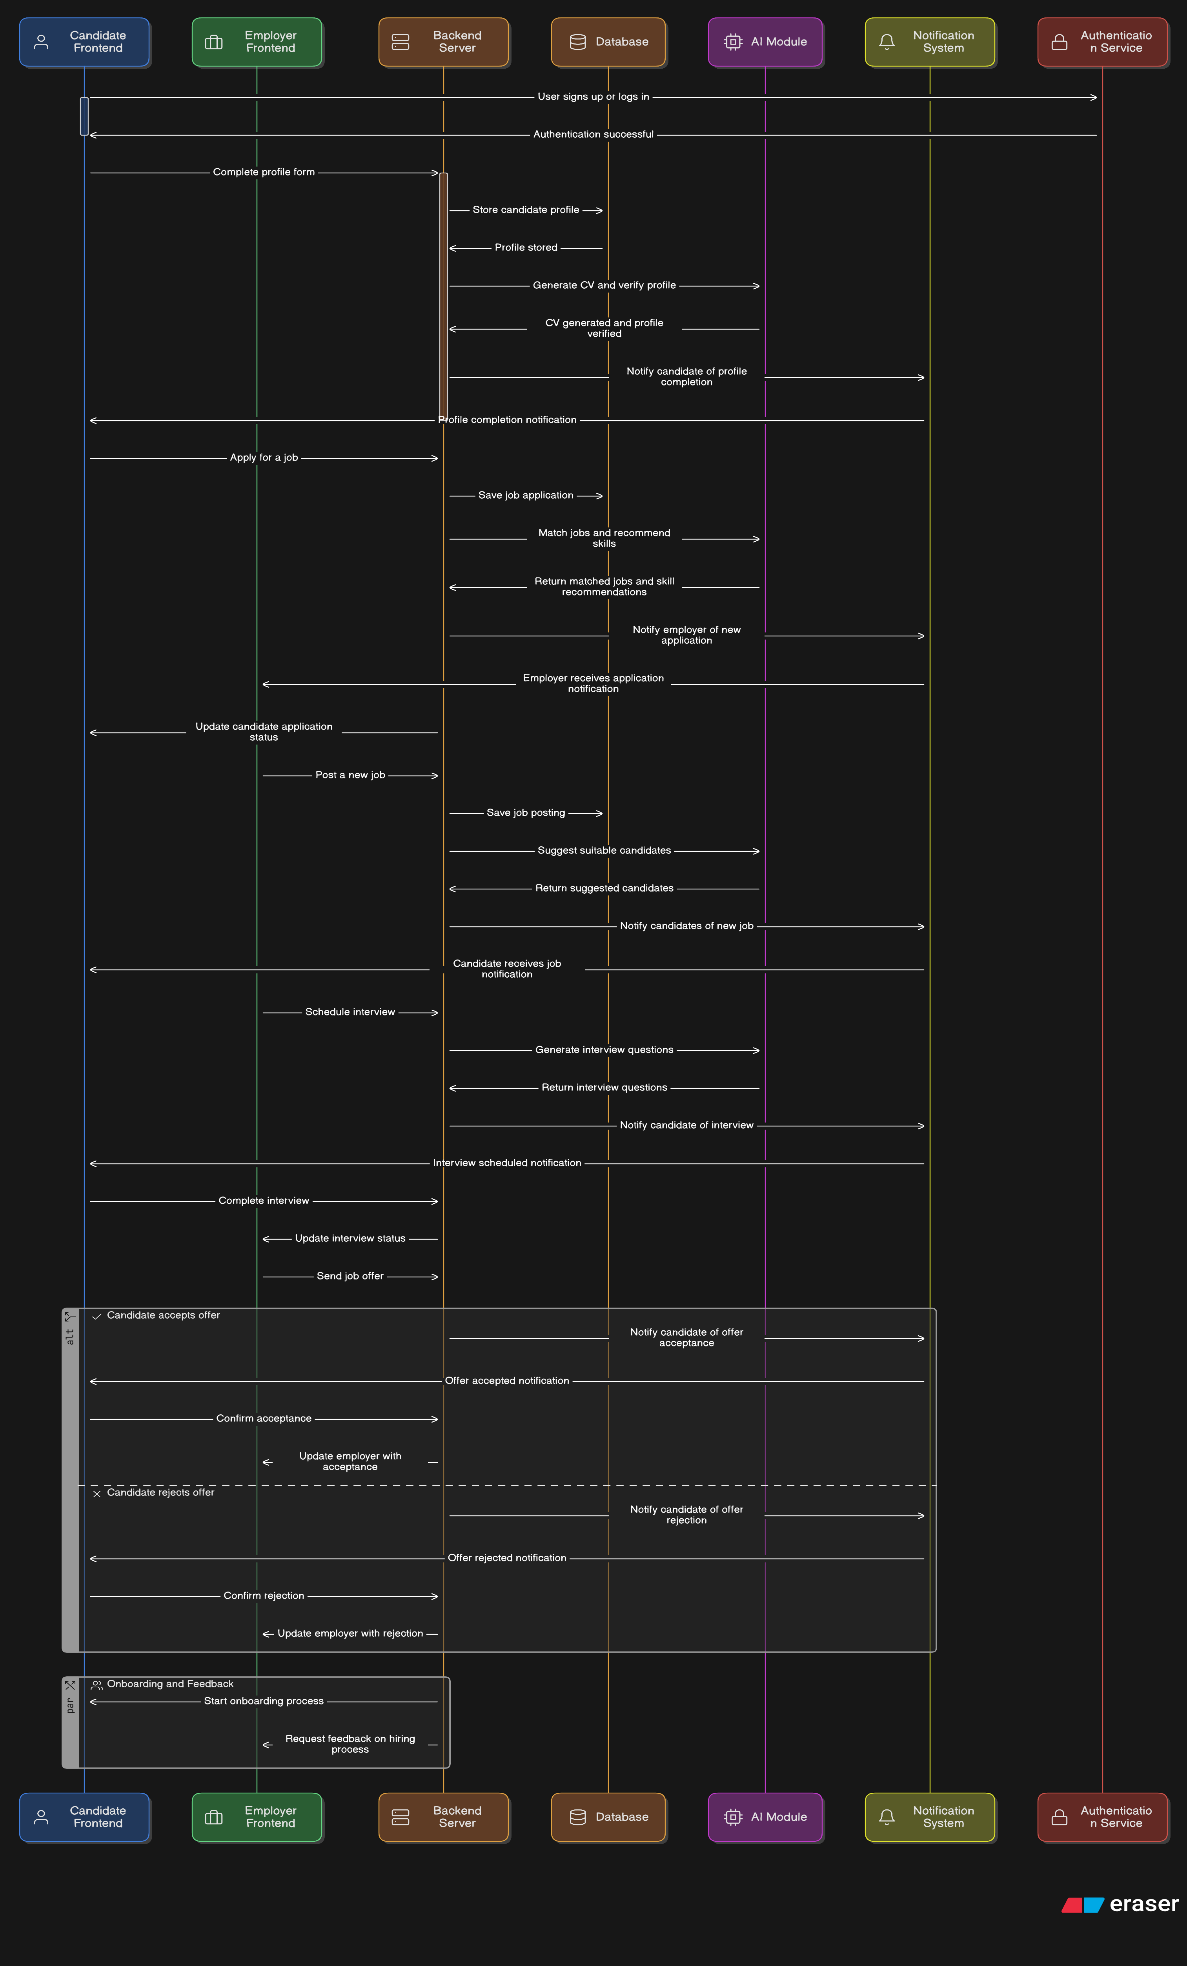 Candidate
Frontend
Employer
Frontend
Backend
Server
Database
AI Module
Notification
System
Authenticatio
n Service
User signs up or logs in
Authentication successful
Complete profile form
Store candidate profile
Profile stored
Generate CV and verify profile
CV generated and profile
verified
Notify candidate of profile
completion
Profile completion notification
Apply for a job
Save job application
Match jobs and recommend
skills
Return matched jobs and skill
recommendations
Notify employer of new
application
Employer receives application
notification
Update candidate application
status
Post a new job
Save job posting
Suggest suitable candidates
Return suggested candidates
Notify candidates of new job
Candidate receives job
notification
Schedule interview
Generate interview questions
Return interview questions
Notify candidate of interview
Interview scheduled notification
Complete interview
Update interview status
Send job offer
alt
Candidate accepts offer
Notify candidate of offer
acceptance
Offer accepted notification
Confirm acceptance
Update employer with
acceptance
Candidate rejects offer
Notify candidate of offer
rejection
Offer rejected notification
Confirm rejection
Update employer with rejection
par
Onboarding and Feedback
Start onboarding process
Request feedback on hiring
process
Candidate
Frontend
Employer
Frontend
Backend
Server
Database
AI Module
Notification
System
Authenticatio
n Service
eraser